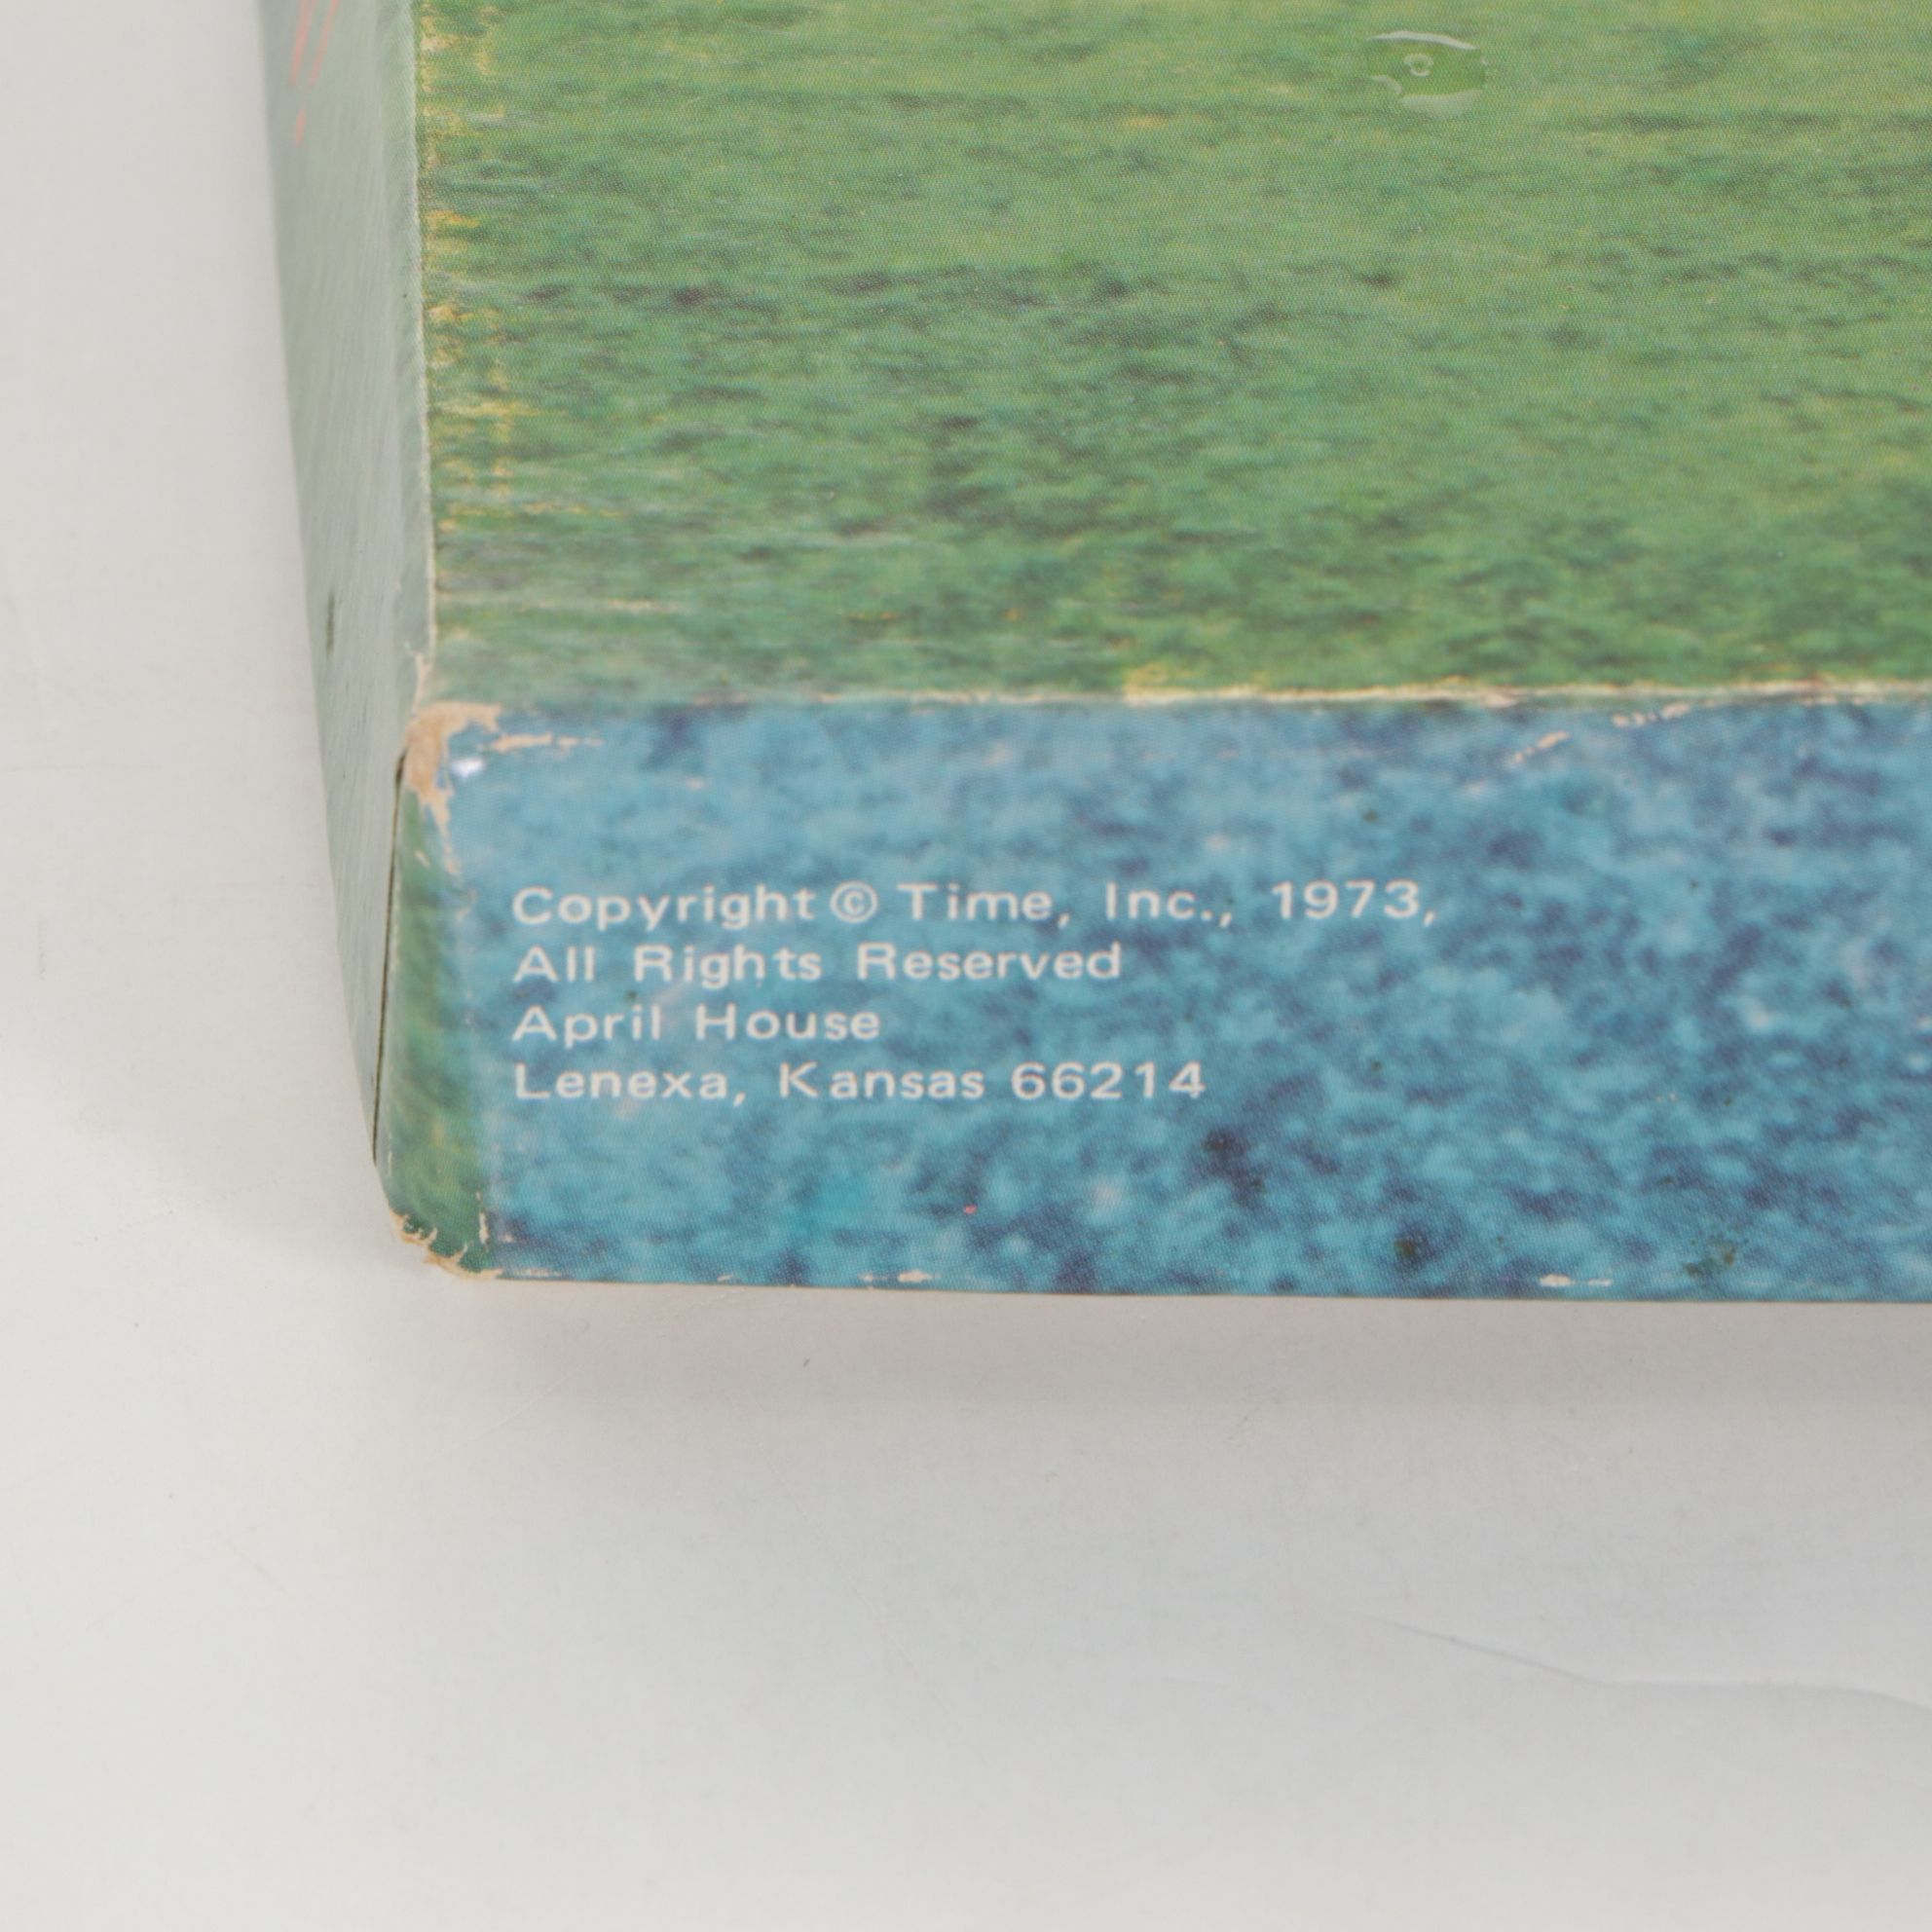 Copyright © Time, Inc., 1973,
All Rights Reserved
April House
Lenexa, Kansas 66214